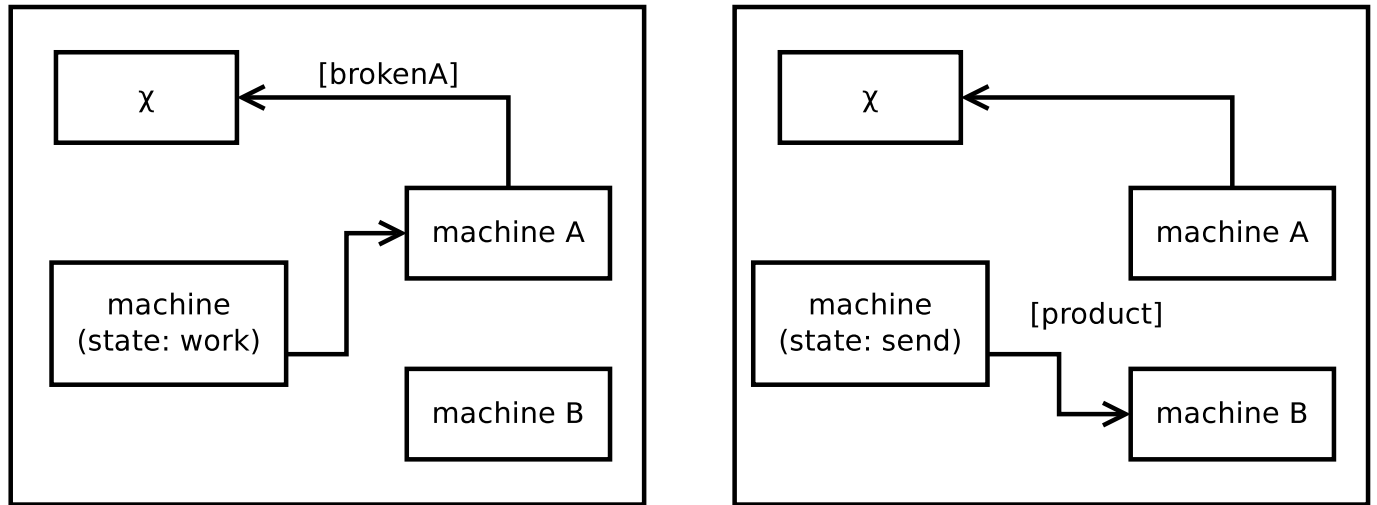 χ
[brokenA]
machine A
machine
(state: work)
machine B
χ
machine A
machine
(state: send)
[product]
machine B